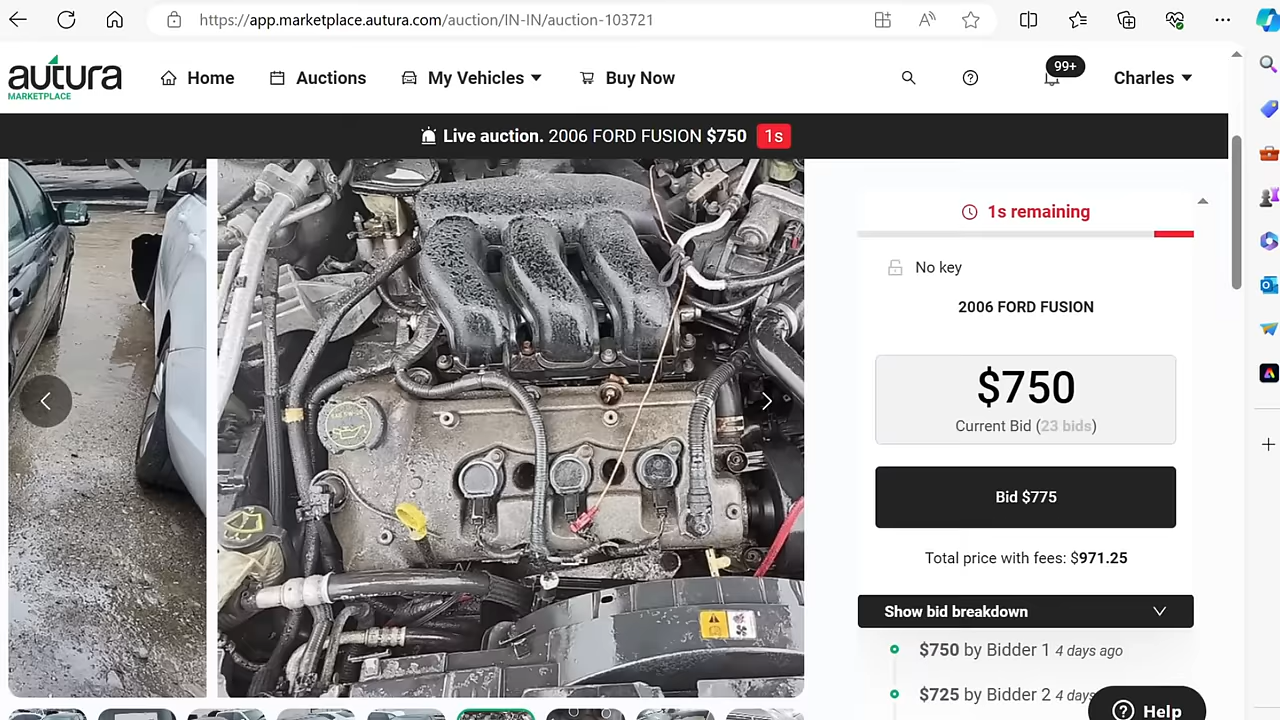 https://app.marketplace.autura.com/auction/IN-IN/auction-103721
autura
MARKETPLACE
Home
Auctions
My Vehicles
Buy Now
99+
Charles
Live auction. 2006 FORD FUSION $750 1s
1s remaining
No key
2006 FORD FUSION
$750
Current Bid (23 bids)
Bid $775
Total price with fees: $971.25
Show bid breakdown
$750 by Bidder 1 4 days ago
$725 by Bidder 2 4 days
Help